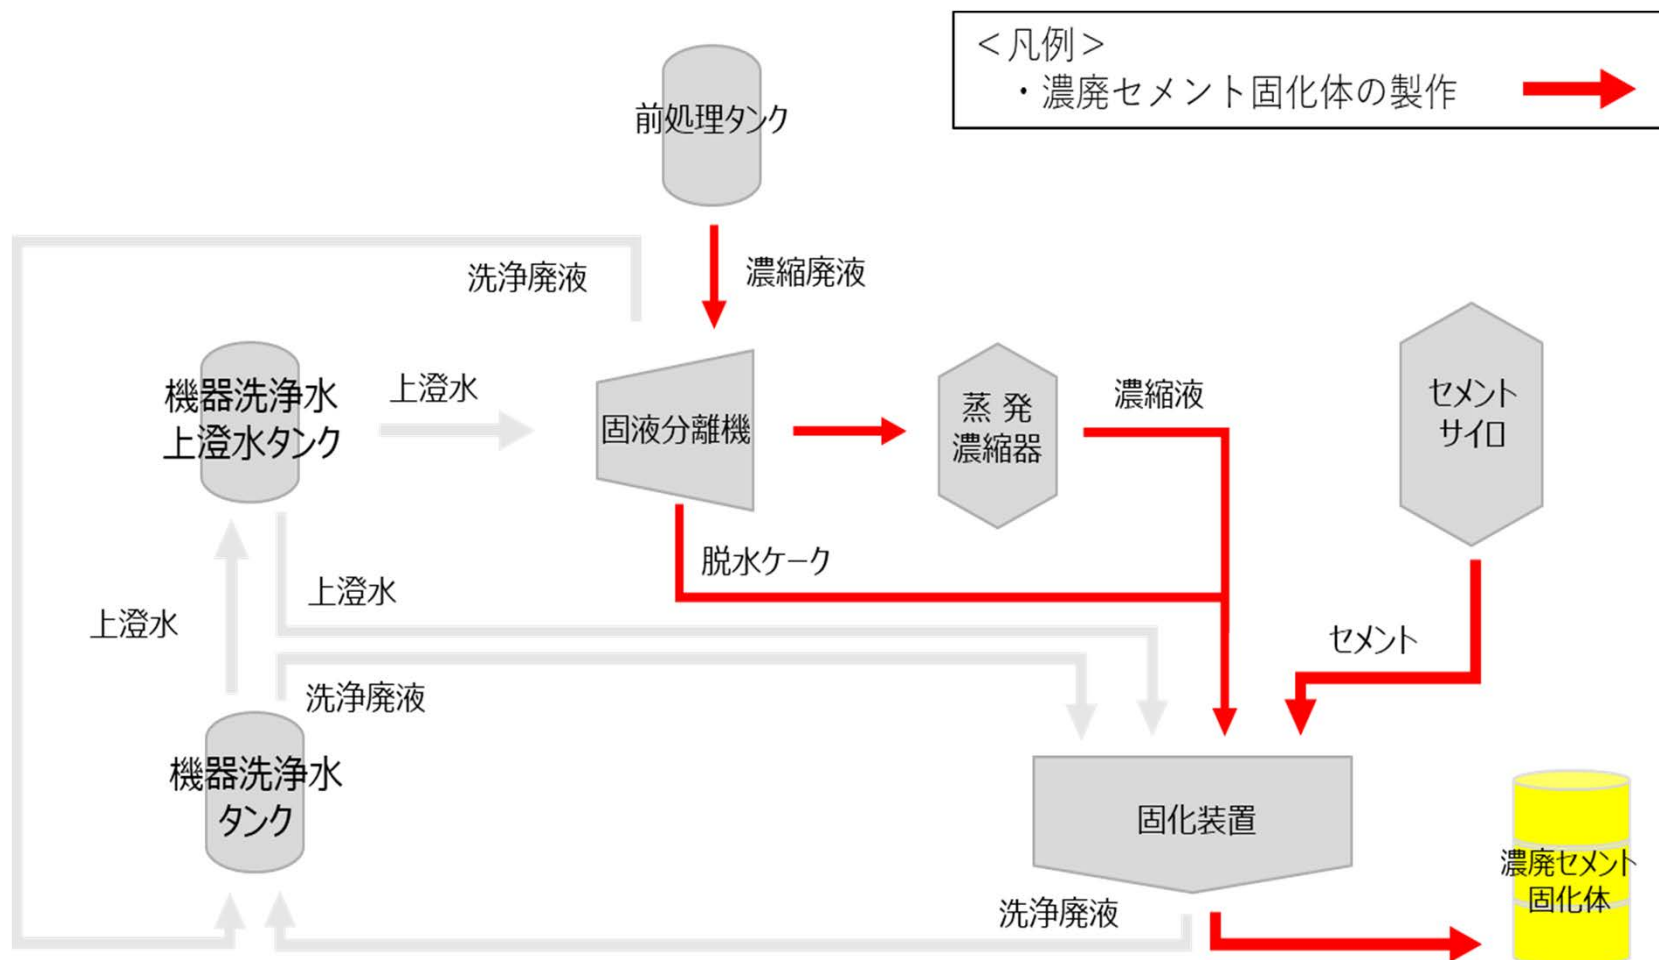 ＜凡例＞
・濃廃セメント固化体の製作
前処理タンク
洗浄廃液
濃縮廃液
機器洗浄水
上澄水タンク
上澄水
固液分離機
蒸 発
濃縮器
濃縮液
セメント
サイロ
脱水ケーク
上澄水
上澄水
セメント
洗浄廃液
機器洗浄水
タンク
固化装置
濃廃セメント
固化体
洗浄廃液